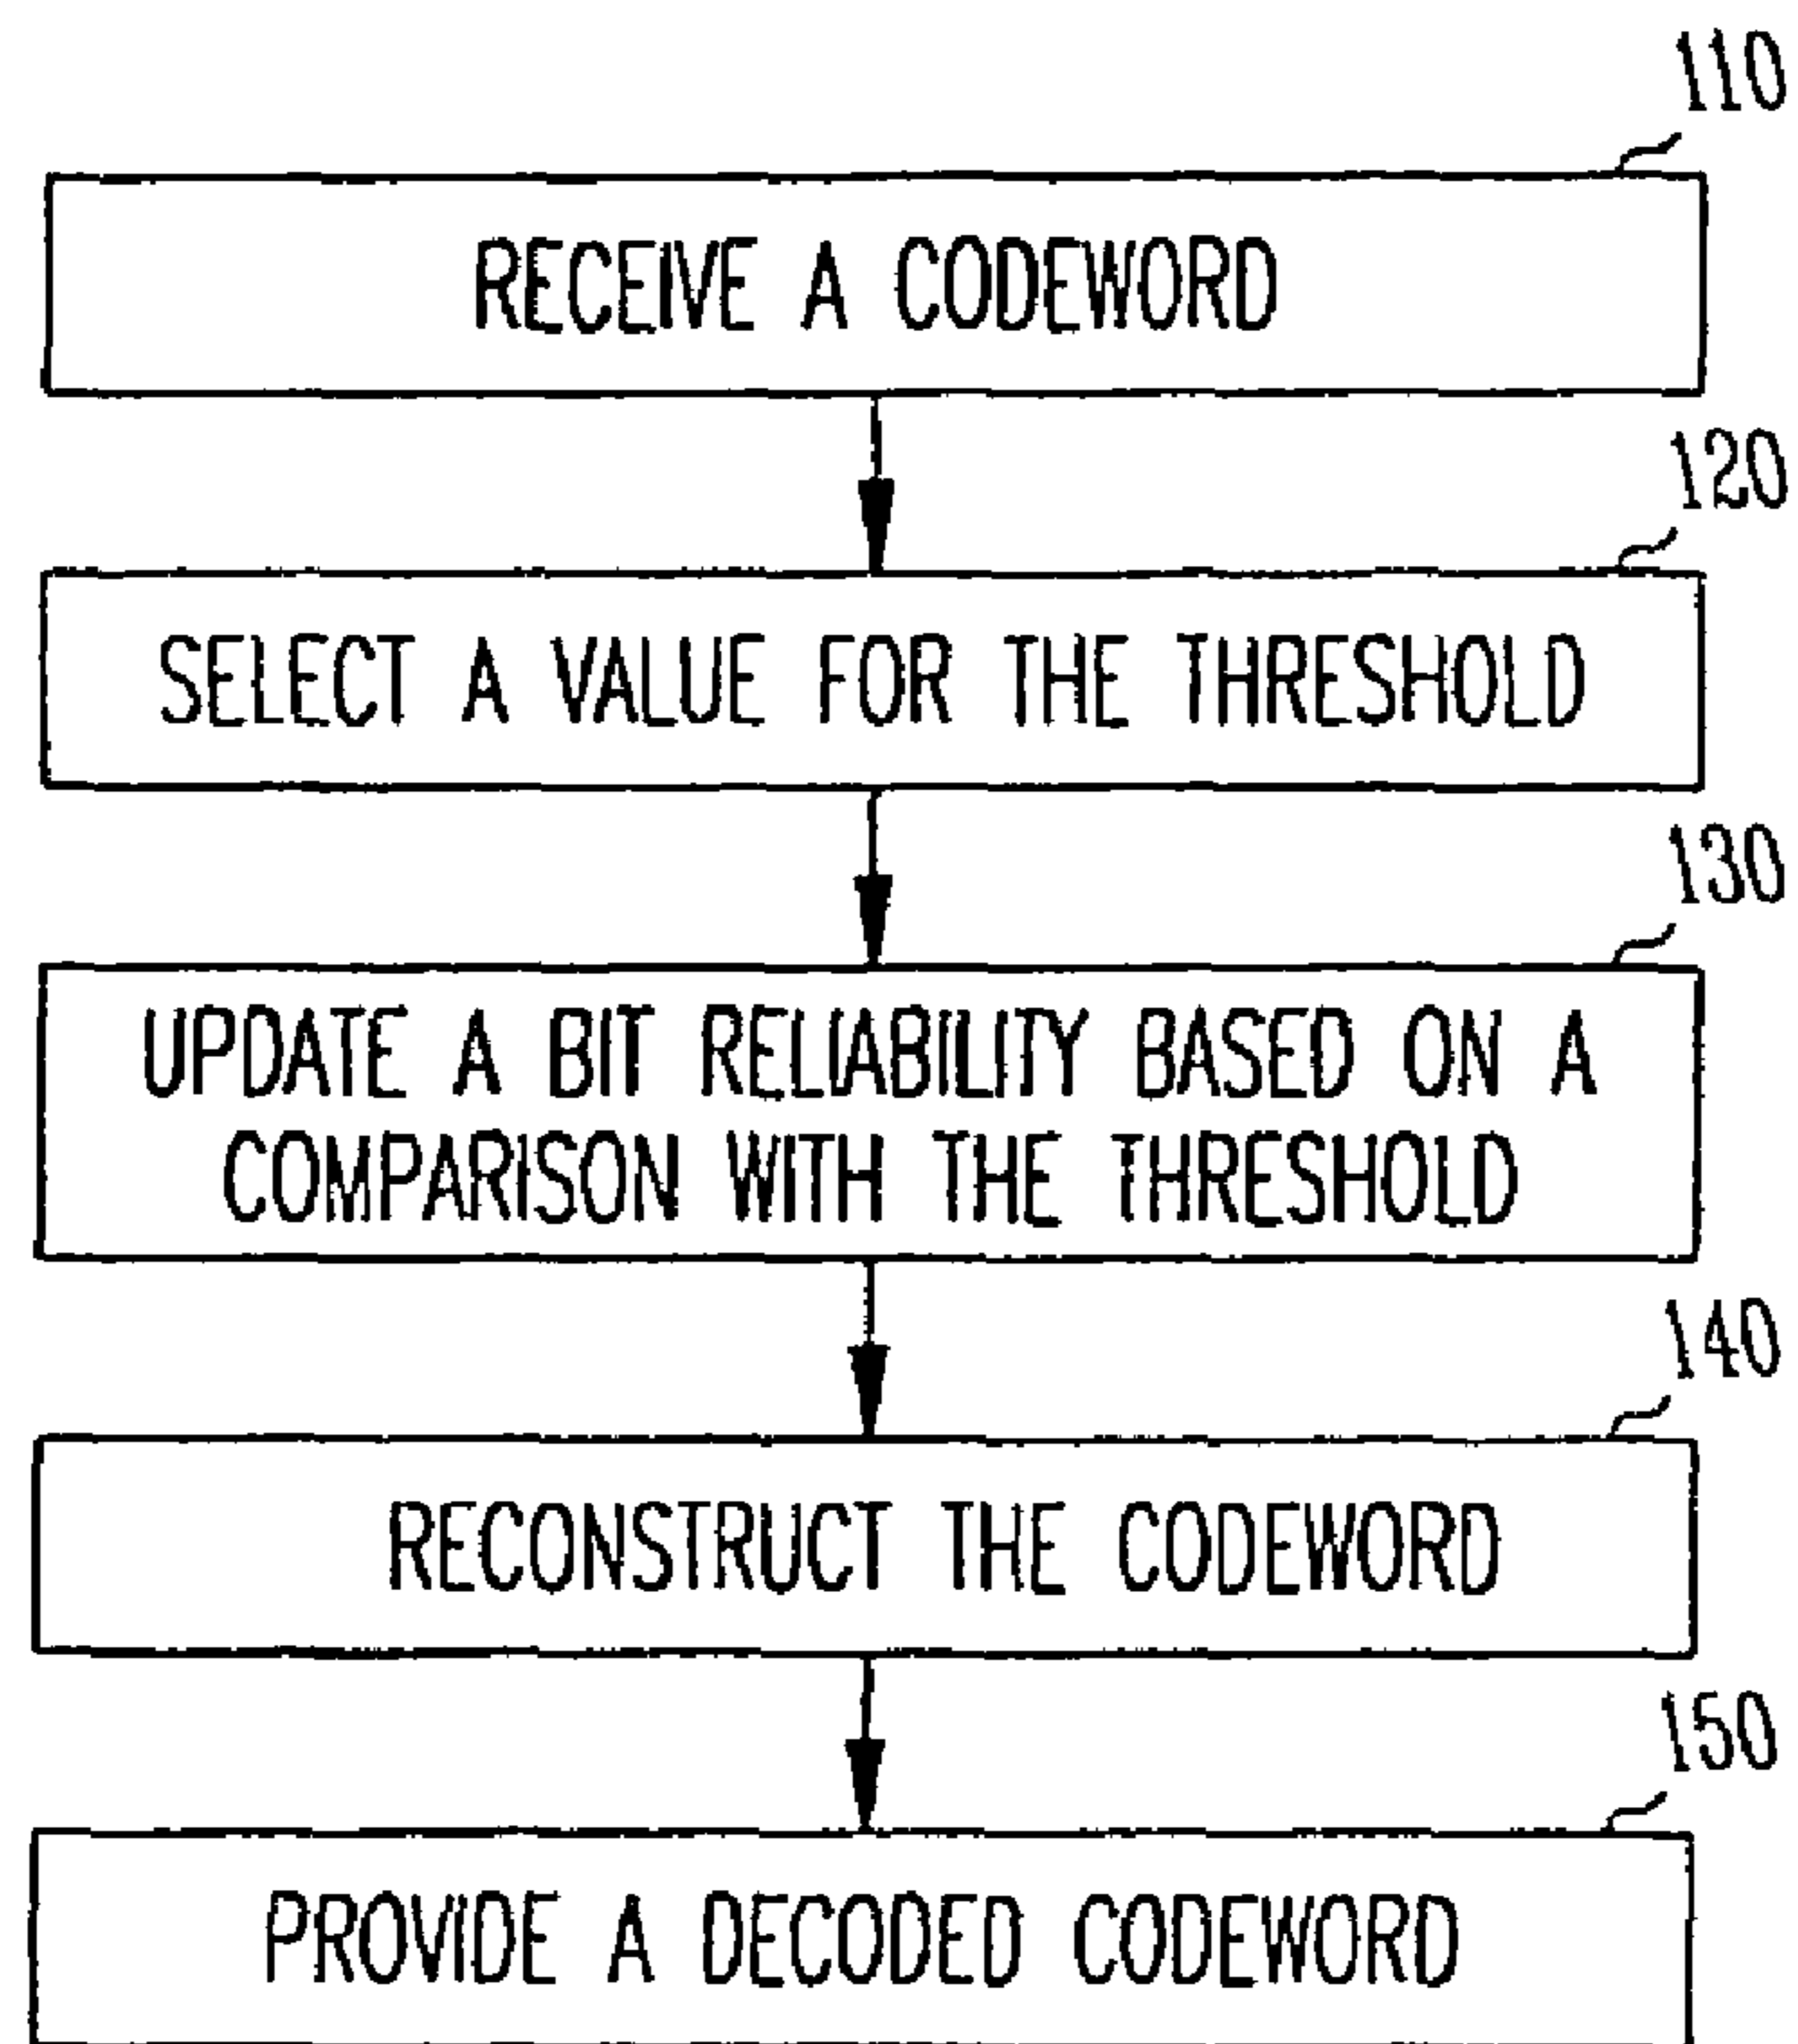 110
RECEIVE A CODEWORD
120
SELECT A VALUE FOR THE THRESHOLD
130
UPDATE A BIT RELIABILITY BASED ON A
COMPARISON WITH THE THRESHOLD
140
RECONSTRUCT THE CODEWORD
150
PROVIDE A DECODED CODEWORD